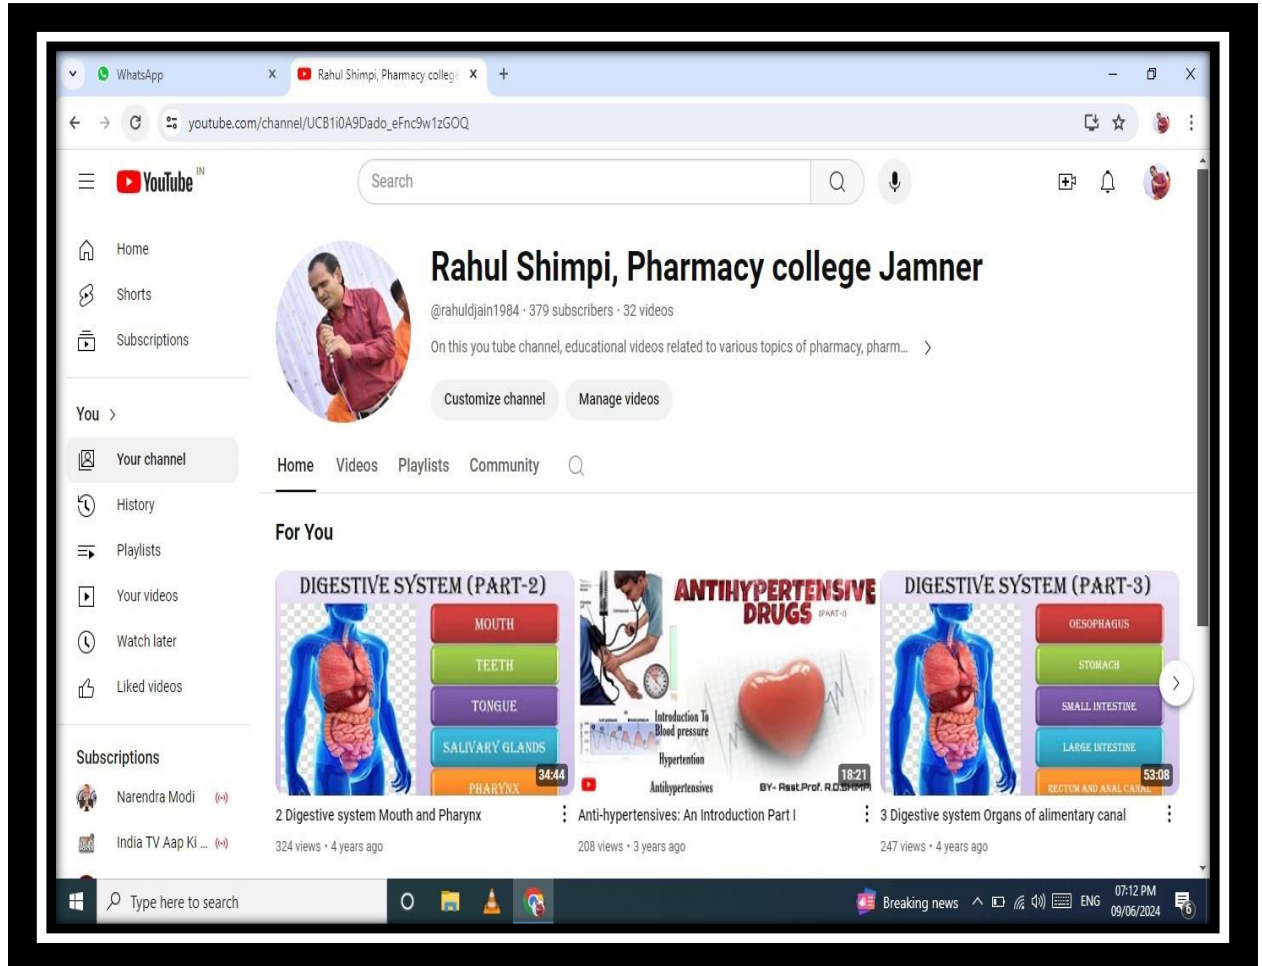 WhatsApp
Rahul Shimpi, Pharmacy college
youtube.com/channel/UCB1i0A9Dado_eFnc9w1zGOQ
YouTube IN
Search
Home
Shorts
Subscriptions
You
Your channel
History
Playlists
Your videos
Watch later
Liked videos
Subscriptions
Narendra Modi
India TV Aap Ki ...
Rahul Shimpi, Pharmacy college Jamner
@rahuldjain1984 · 379 subscribers · 32 videos
On this you tube channel, educational videos related to various topics of pharmacy, pharm...
Customize channel Manage videos
Home Videos Playlists Community
For You
DIGESTIVE SYSTEM (PART-2)
MOUTH
TEETH
TONGUE
SALIVARY GLANDS
PHARYNX
34:44
2 Digestive system Mouth and Pharynx
324 views • 4 years ago
ANTIHYPERTENSIVE
DRUGS (PART-I)
Introduction To
Blood pressure
Hypertention
Antihypertensives
BY- Asst.Prof. R.D.SHIMPI
18:21
Anti-hypertensives: An Introduction Part I
208 views • 3 years ago
DIGESTIVE SYSTEM (PART-3)
OESOPHAGUS
STOMACH
SMALL INTESTINE
LARGE INTESTINE
RECTUM AND ANAL CANAL
53:08
3 Digestive system Organs of alimentary canal
247 views • 4 years ago
Type here to search
Breaking news
ENG
07:12 PM
09/06/2024
6